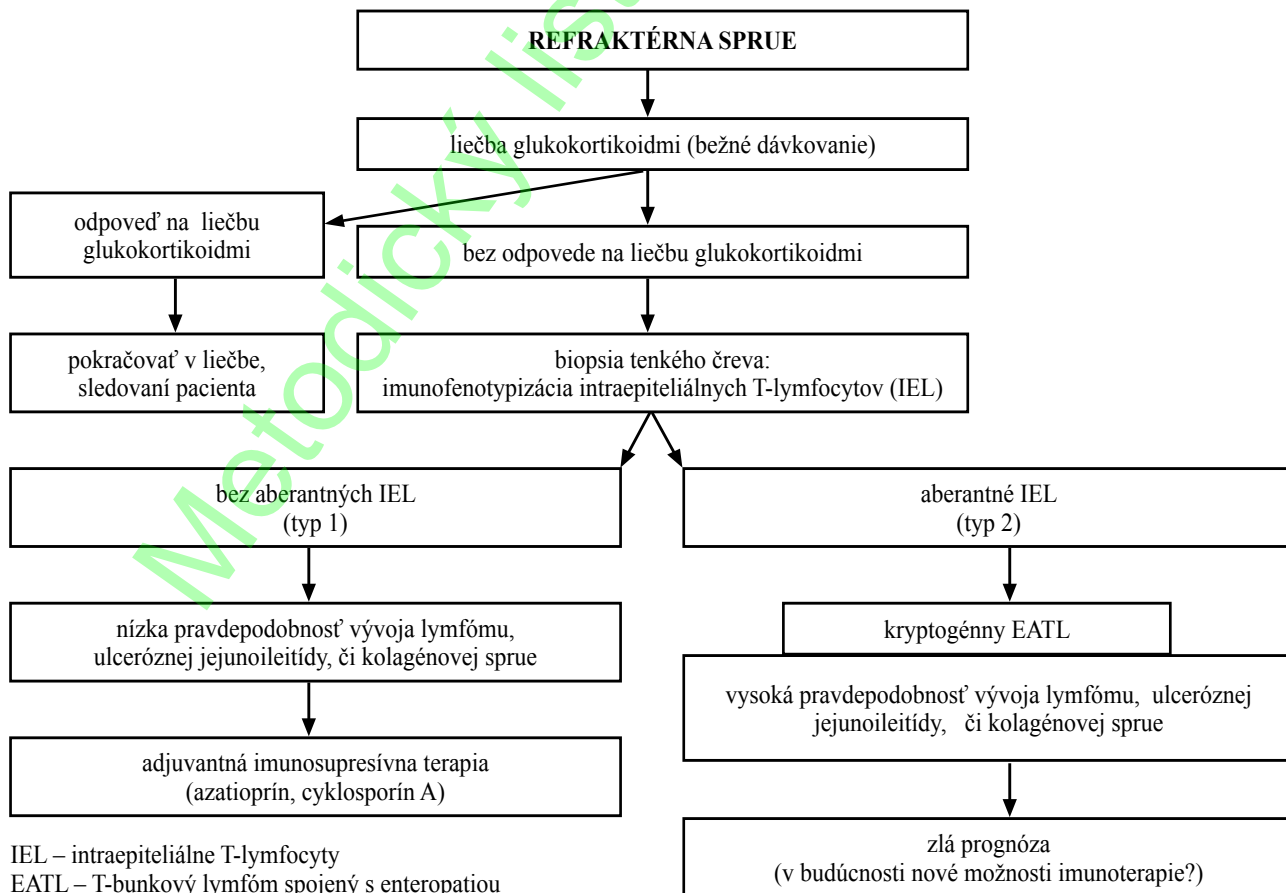 REFRAKTÉRNA SPRUE
liečba glukokortikoidmi (bežné dávkovanie)
odpoveď na liečbu
glukokortikoidmi
bez odpovede na liečbu glukokortikoidmi
pokračovať v liečbe,
sledovaní pacienta
biopsia tenkého čreva:
imunofenotypizácia intraepiteliálnych T-lymfocytov (IEL)
bez aberantných IEL
(typ 1)
aberantné IEL
(typ 2)
nízka pravdepodobnosť vývoja lymfómu,
ulceróznej jejunoileitídy, či kolagénovej sprue
kryptogénny EATL
vysoká pravdepodobnosť vývoja lymfómu, ulceróznej
jejunoileitídy, či kolagénovej sprue
adjuvantná imunosupresívna terapia
(azatioprín, cyklosporín A)
zlá prognóza
(v budúcnosti nové možnosti imunoterapie?)
IEL – intraepiteliálne T-lymfocyty
EATL – T-bunkový lymfóm spojený s enteropatiou
Metodický list